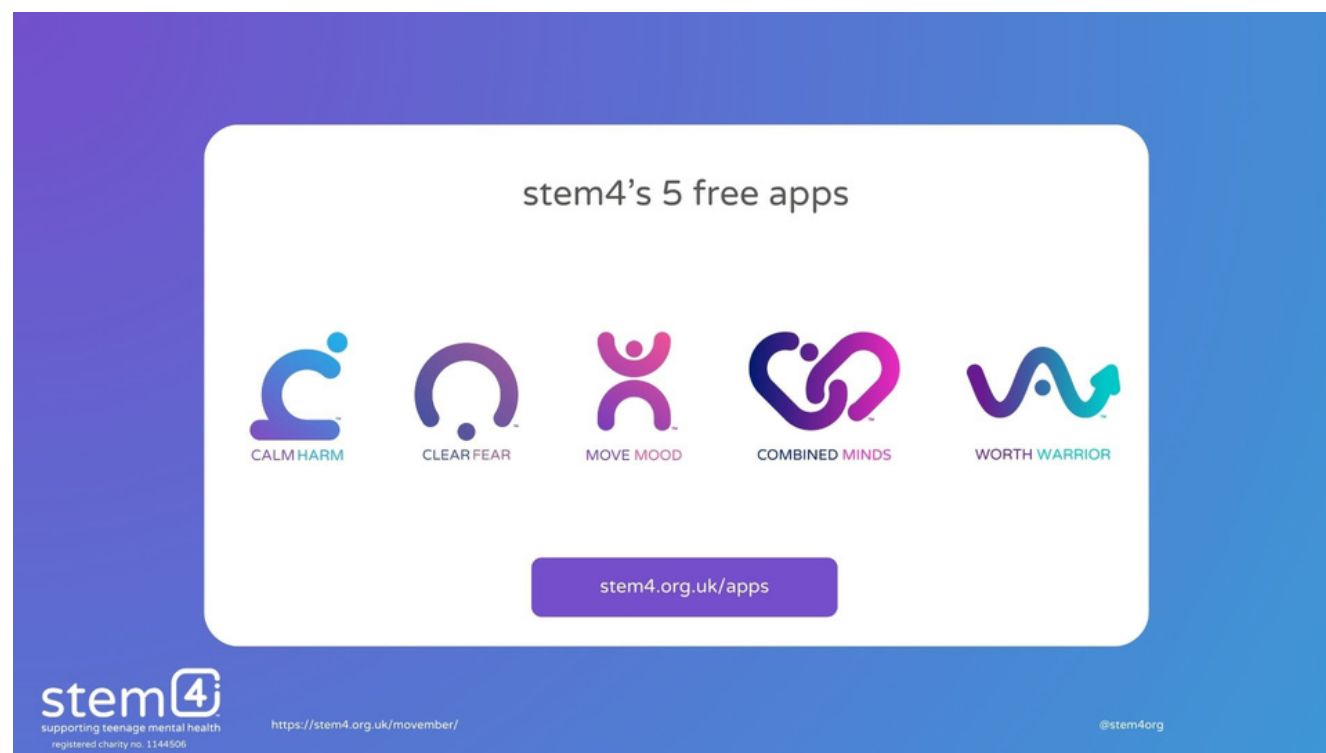 stem4's 5 free apps
CALM HARM
CLEAR FEAR
MOVE MOOD
COMBINED MINDS
WORTH WARRIOR
stem4.org.uk/apps
stem4
supporting teenage mental health
registered charity no. 1144506
https://stem4.org.uk/movember/
@stem4org